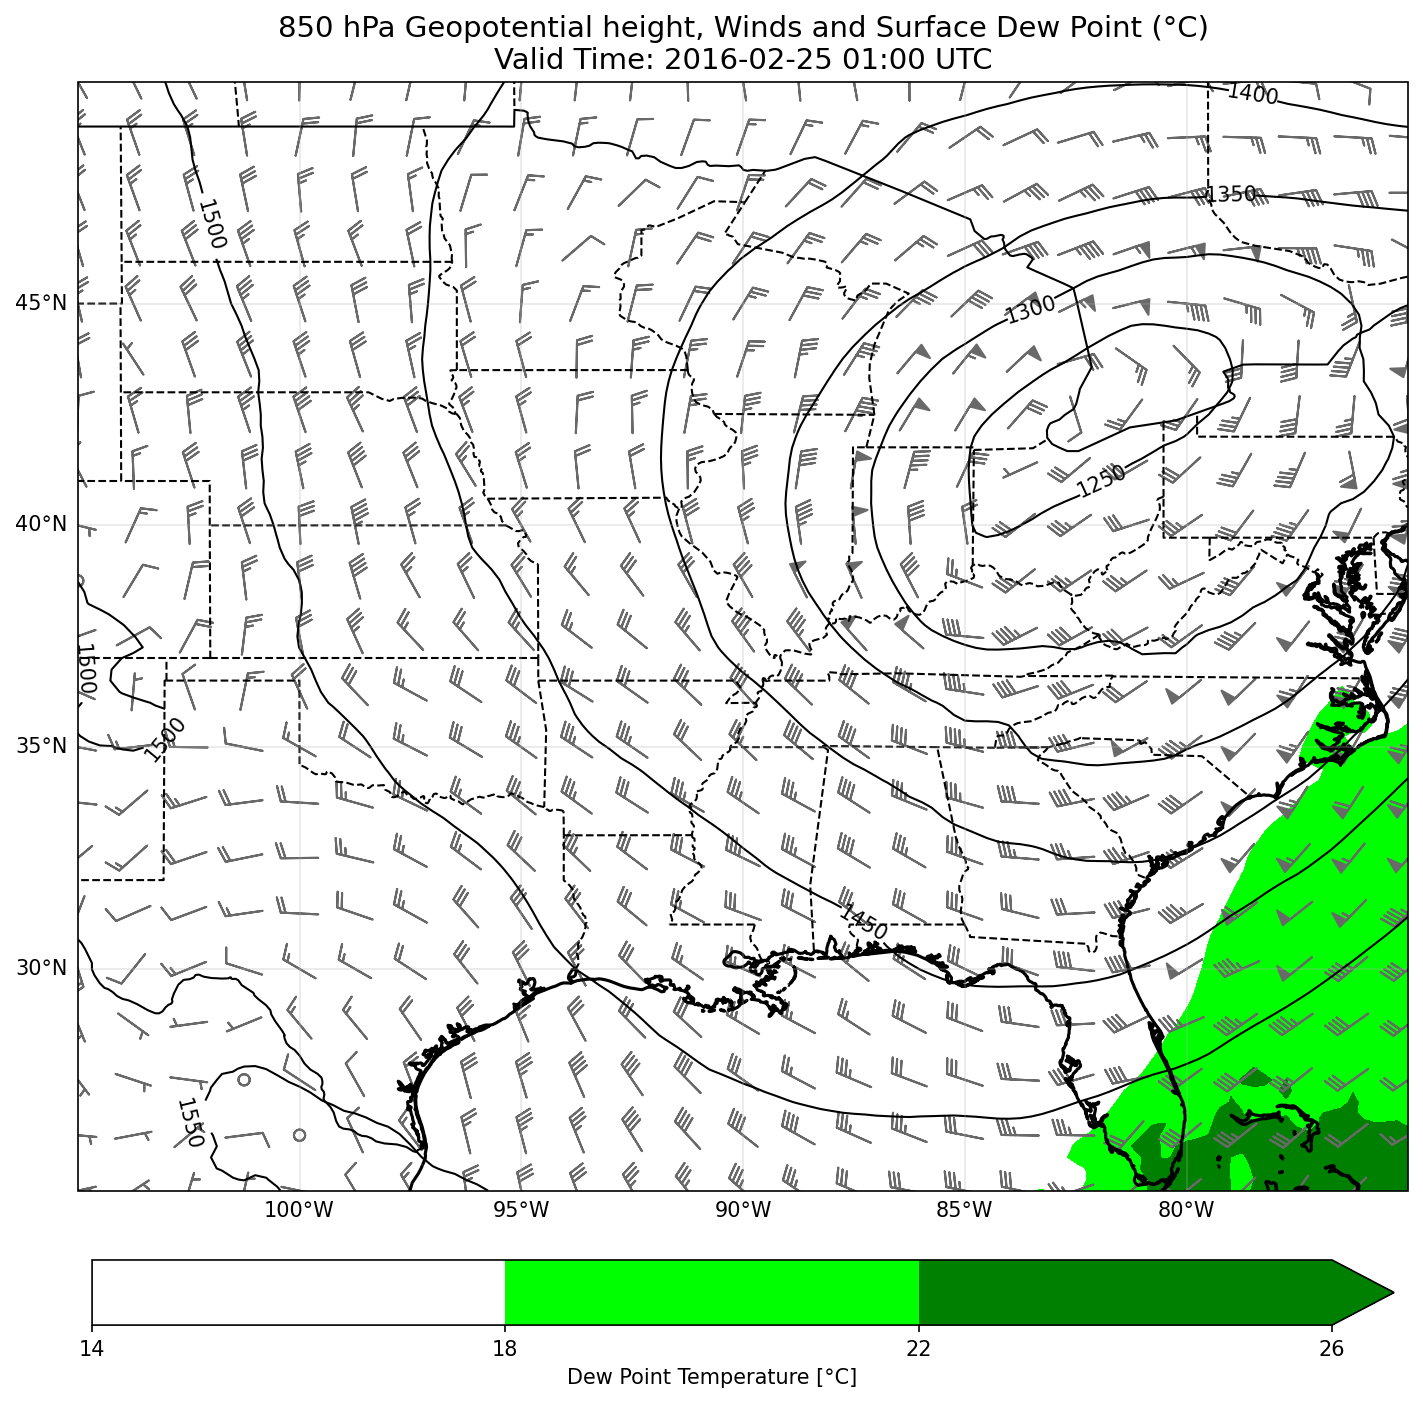 850 hPa Geopotential height, Winds and Surface Dew Point (°C)
Valid Time: 2016-02-25 01:00 UTC
1400
1350
1500
1300
1250
1500
1500
1450
1550
45°N
40°N
35°N
30°N
100°W
95°W
90°W
85°W
80°W
14
18
22
26
Dew Point Temperature [°C]